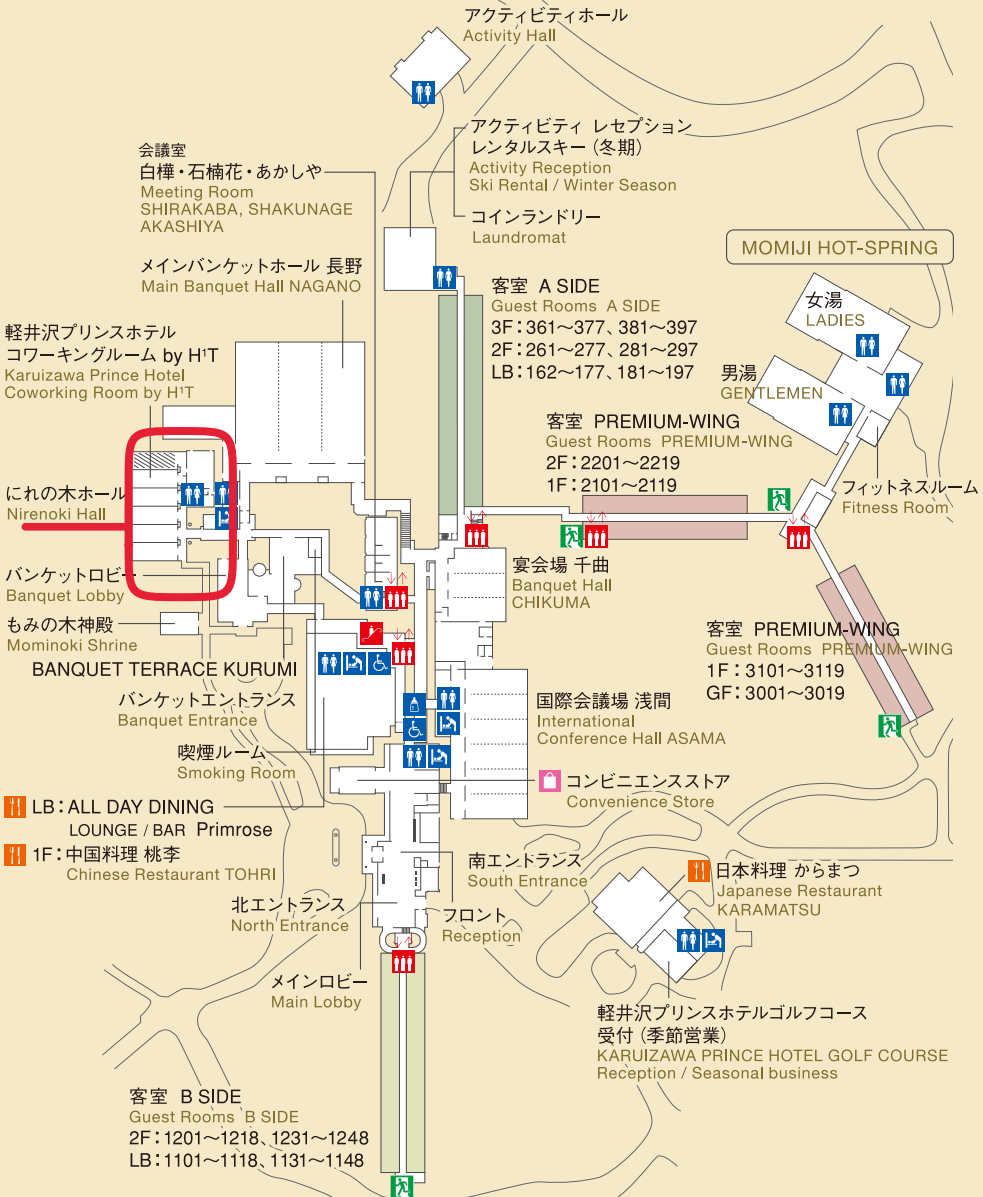 アクティビティホール
Activity Hall
アクティビティ レセプション
レンタルスキー（冬期）
Activity Reception
Ski Rental / Winter Season
コインランドリー
Laundromat
会議室
白樺・石楠花・あかしや
Meeting Room
SHIRAKABA, SHAKUNAGE
AKASHIYA
メインバンケットホール 長野
Main Banquet Hall NAGANO
MOMIJI HOT-SPRING
女湯
LADIES
男湯
GENTLEMEN
客室 A SIDE
Guest Rooms A SIDE
3F：361〜377、381〜397
2F：261〜277、281〜297
LB：162〜177、181〜197
軽井沢プリンスホテル
コワーキングルーム by H¹T
Karuizawa Prince Hotel
Coworking Room by H¹T
客室 PREMIUM-WING
Guest Rooms PREMIUM-WING
2F：2201〜2219
1F：2101〜2119
フィットネスルーム
Fitness Room
にれの木ホール
Nirenoki Hall
宴会場 千曲
Banquet Hall
CHIKUMA
バンケットロビー
Banquet Lobby
もみの木神殿
Mominoki Shrine
客室 PREMIUM-WING
Guest Rooms PREMIUM-WING
1F：3101〜3119
GF：3001〜3019
BANQUET TERRACE KURUMI
バンケットエントランス
Banquet Entrance
国際会議場 浅間
International
Conference Hall ASAMA
喫煙ルーム
Smoking Room
コンビニエンスストア
Convenience Store
LB：ALL DAY DINING
LOUNGE / BAR Primrose
1F：中国料理 桃李
Chinese Restaurant TOHRI
南エントランス
South Entrance
日本料理 からまつ
Japanese Restaurant
KARAMATSU
北エントランス
North Entrance
フロント
Reception
メインロビー
Main Lobby
軽井沢プリンスホテルゴルフコース
受付（季節営業）
KARUIZAWA PRINCE HOTEL GOLF COURSE
Reception / Seasonal business
客室 B SIDE
Guest Rooms B SIDE
2F：1201〜1218、1231〜1248
LB：1101〜1118、1131〜1148